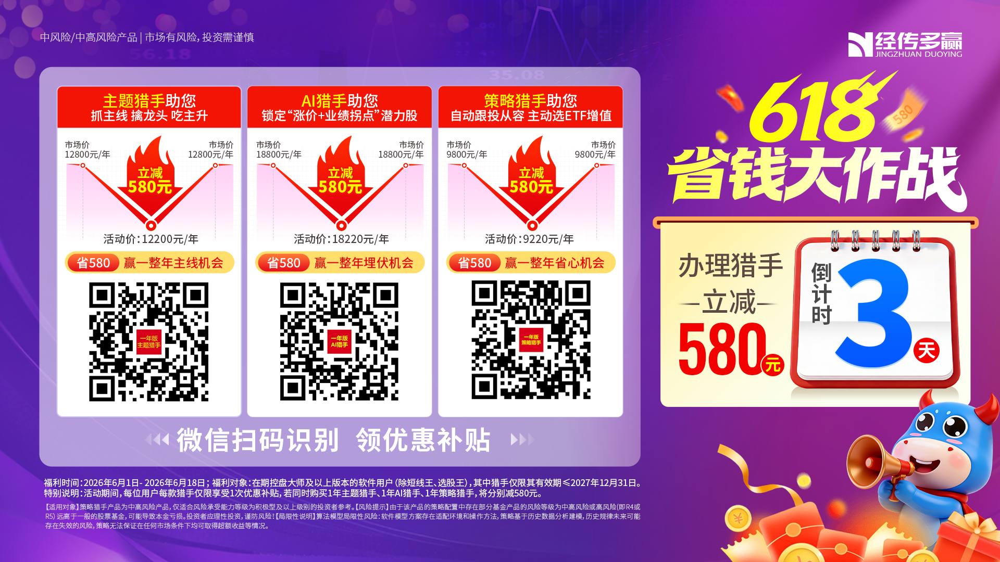 中风险/中高风险产品 | 市场有风险，投资需谨慎
经传多赢
JINGZHUAN DUOYING
56.18
35.08
主题猎手助您
抓主线 擒龙头 吃主升
市场价
12800元/年
市场价
12800元/年
立减
580元
活动价：12200元/年
省580 赢一整年主线机会
一年版
主题猎手
AI猎手助您
锁定“涨价+业绩拐点”潜力股
市场价
18800元/年
市场价
18800元/年
立减
580元
活动价：18220元/年
省580 赢一整年埋伏机会
一年版
AI猎手
策略猎手助您
自动跟投从容 主动选ETF增值
市场价
9800元/年
市场价
9800元/年
立减
580元
活动价：9220元/年
省580 赢一整年省心机会
一年版
策略猎手
微信扫码识别 领优惠补贴
618
580
省钱大作战
办理猎手
立减
580元
倒计时
3
天
福利时间：2026年6月1日- 2026年6月18日；福利对象：在期控盘大师及以上版本的软件用户（除短线王、选股王），其中猎手仅限其有效期≤2027年12月31日。
特别说明：活动期间，每位用户每款猎手仅限享受1次优惠补贴，若同时购买1年主题猎手、1年AI猎手、1年策略猎手，将分别减580元。
【适用对象】策略猎手产品为中高风险产品，仅适合风险承受能力等级为积极型及以上级别的投资者参考。【风险提示】由于该产品的策略配置中存在部分基金产品的风险等级为中高风险或高风险(即R4或
R5）远高于一般的股票基金，可能导致本金亏损。投资者应理性投资，谨防风险！【局限性说明】算法模型局限性风险：软件模型方案存在适配环境和操作方法，策略基于历史数据分析建模，历史规律未来可能
存在失效的风险，策略无法保证在任何市场条件下均可取得超额收益等情况。